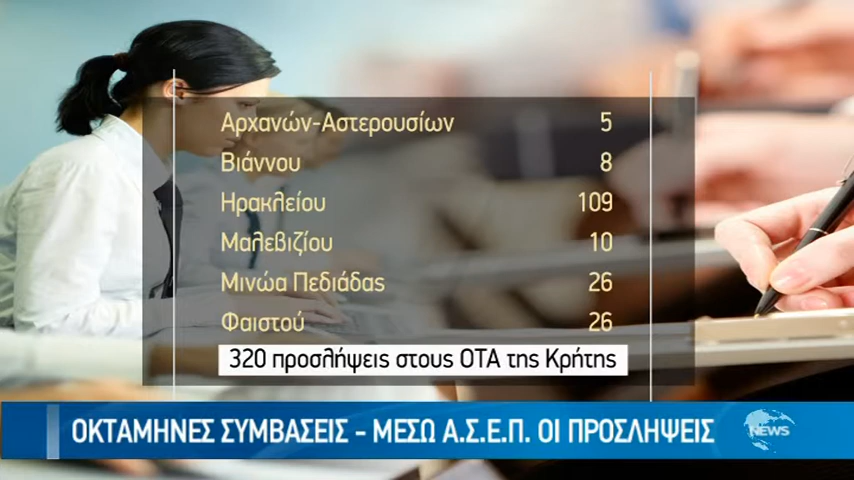 Αρχανών-Αστερουσίων 5
Βιάννου 8
Ηρακλείου 109
Μαλεβιζίου 10
Μινώα Πεδιάδας 26
Φαιστού 26
320 προσλήψεις στους ΟΤΑ της Κρήτης
ΟΚΤΑΜΗΝΕΣ ΣΥΜΒΑΣΕΙΣ - ΜΕΣΩ Α.Σ.Ε.Π. ΟΙ ΠΡΟΣΛΗΨΕΙΣ
NEWS